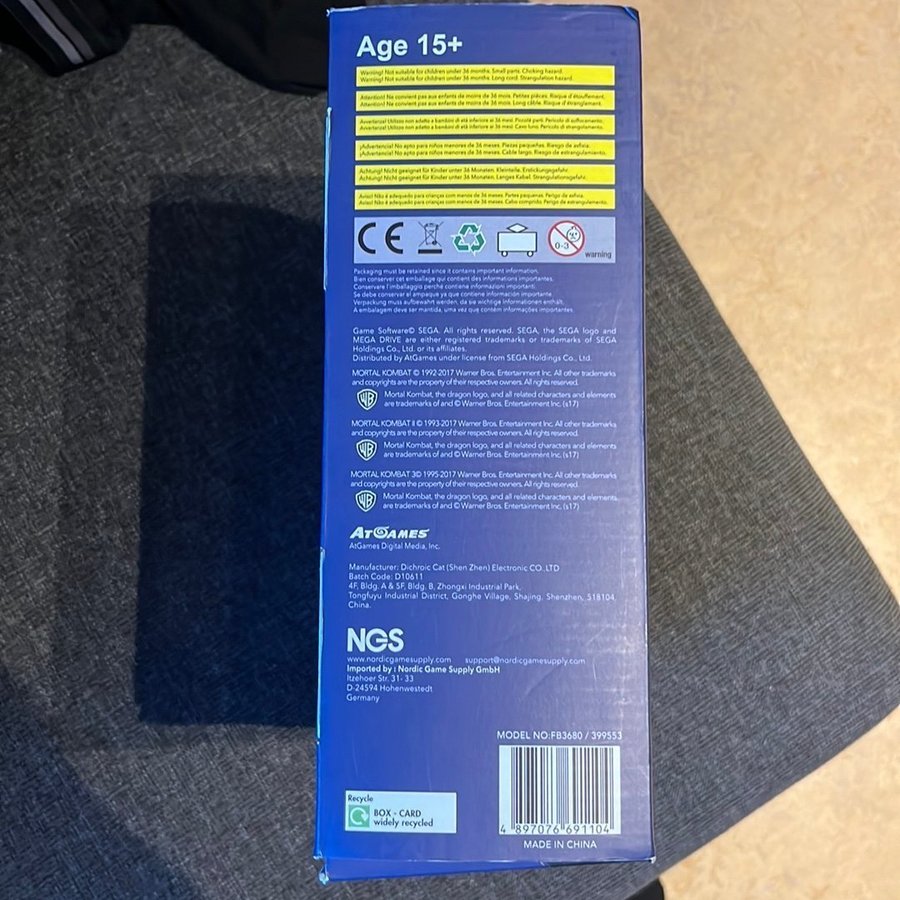 Age 15+
Warning! Not suitable for children under 36 months. Small parts. Choking hazard.
Warning! Not suitable for children under 36 months. Long cord. Strangulation hazard.
Attention! Ne convient pas aux enfants de moins de 36 mois. Petites pièces. Risque d'étouffement.
Attention! Ne convient pas aux enfants de moins de 36 mois. Long câble. Risque d'étranglement.
Avvertenza! Utilizzo non adatto a bambini di età inferiore ai 36 mesi. Piccole parti. Pericolo di soffocamento.
Avvertenza! Utilizzo non adatto a bambini di età inferiore ai 36 mesi. Cavo lungo. Pericolo di strangolamento.
¡Advertencia! No apto para niños menores de 36 meses. Piezas pequeñas. Riesgo de asfixia.
¡Advertencia! No apto para niños menores de 36 meses. Cable largo. Riesgo de estrangulamiento.
Achtung! Nicht geeignet für Kinder unter 36 Monaten. Kleinteile. Erstickungsgefahr.
Achtung! Nicht geeignet für Kinder unter 36 Monaten. Langes Kabel. Strangulationsgefahr.
Aviso! Não é adequado para crianças com menos de 36 meses. Partes pequenas. Perigo de asfixia.
Aviso! Não é adequado para crianças com menos de 36 meses. Cabo comprido. Perigo de estrangulamento.
CE
0-3
warning
Packaging must be retained since it contains important information.
Bien conserver cet emballage qui contient des informations importantes.
Conservare l'imballaggio perché contiene informazioni importanti.
Se debe conservar el empaque ya que contiene información importante.
Verpackung muss aufbewahrt werden, da sie wichtige Informationen enthält.
A embalagem deve ser mantida, uma vez que contém informações importantes.
Game Software© SEGA. All rights reserved. SEGA, the SEGA logo and
MEGA DRIVE are either registered trademarks or trademarks of SEGA
Holdings Co., Ltd. or its affiliates.
Distributed by AtGames under license from SEGA Holdings Co., Ltd.
MORTAL KOMBAT © 1992-2017 Warner Bros. Entertainment Inc. All other trademarks
and copyrights are the property of their respective owners. All rights reserved.
WB
Mortal Kombat, the dragon logo, and all related characters and elements
are trademarks of and © Warner Bros. Entertainment Inc. (s17)
MORTAL KOMBAT II © 1993-2017 Warner Bros. Entertainment Inc. All other trademarks
and copyrights are the property of their respective owners. All rights reserved.
WB
Mortal Kombat, the dragon logo, and all related characters and elements
are trademarks of and © Warner Bros. Entertainment Inc. (s17)
MORTAL KOMBAT 3© 1995-2017 Warner Bros. Entertainment Inc. All other trademarks
and copyrights are the property of their respective owners. All rights reserved.
WB
Mortal Kombat, the dragon logo, and all related characters and elements
are trademarks of and © Warner Bros. Entertainment Inc. (s17)
ATGAMES
AtGames Digital Media, Inc.
Manufacturer: Dichroic Cat (Shen Zhen) Electronic CO. LTD
Batch Code: D10611
4F, Bldg. A & 5F, Bldg. B, Zhongxi Industrial Park,
Tongfuyu Industrial District, Gonghe Village, Shajing. Shenzhen, 518104,
China.
NGS
www.nordicgamesupply.com support@nordicgamesupply.com
Imported by : Nordic Game Supply GmbH
Itzehoer Str. 31- 33
D-24594 Hohenwestedt
Germany
MODEL NO:FB3680 / 399553
4 897076 691104
MADE IN CHINA
Recycle
BOX - CARD
widely recycled